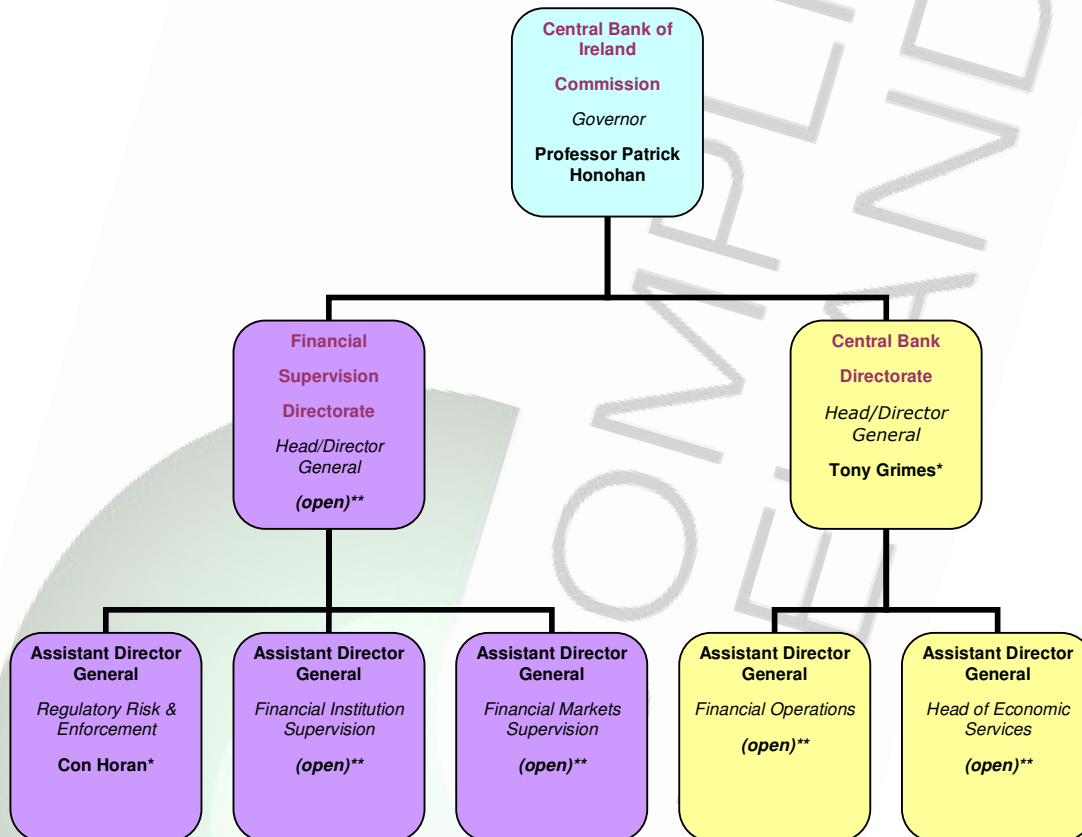 Central Bank of
Ireland
Commission
Governor
Professor Patrick
Honohan
Financial
Supervision
Directorate
Head/Director
General
(open)**
Central Bank
Directorate
Head/Director
General
Tony Grimes*
Assistant Director
General
Regulatory Risk &
Enforcement
Con Horan*
Assistant Director
General
Financial Institution
Supervision
(open)**
Assistant Director
General
Financial Markets
Supervision
(open)**
Assistant Director
General
Financial Operations
(open)**
Assistant Director
General
Head of Economic
Services
(open)**